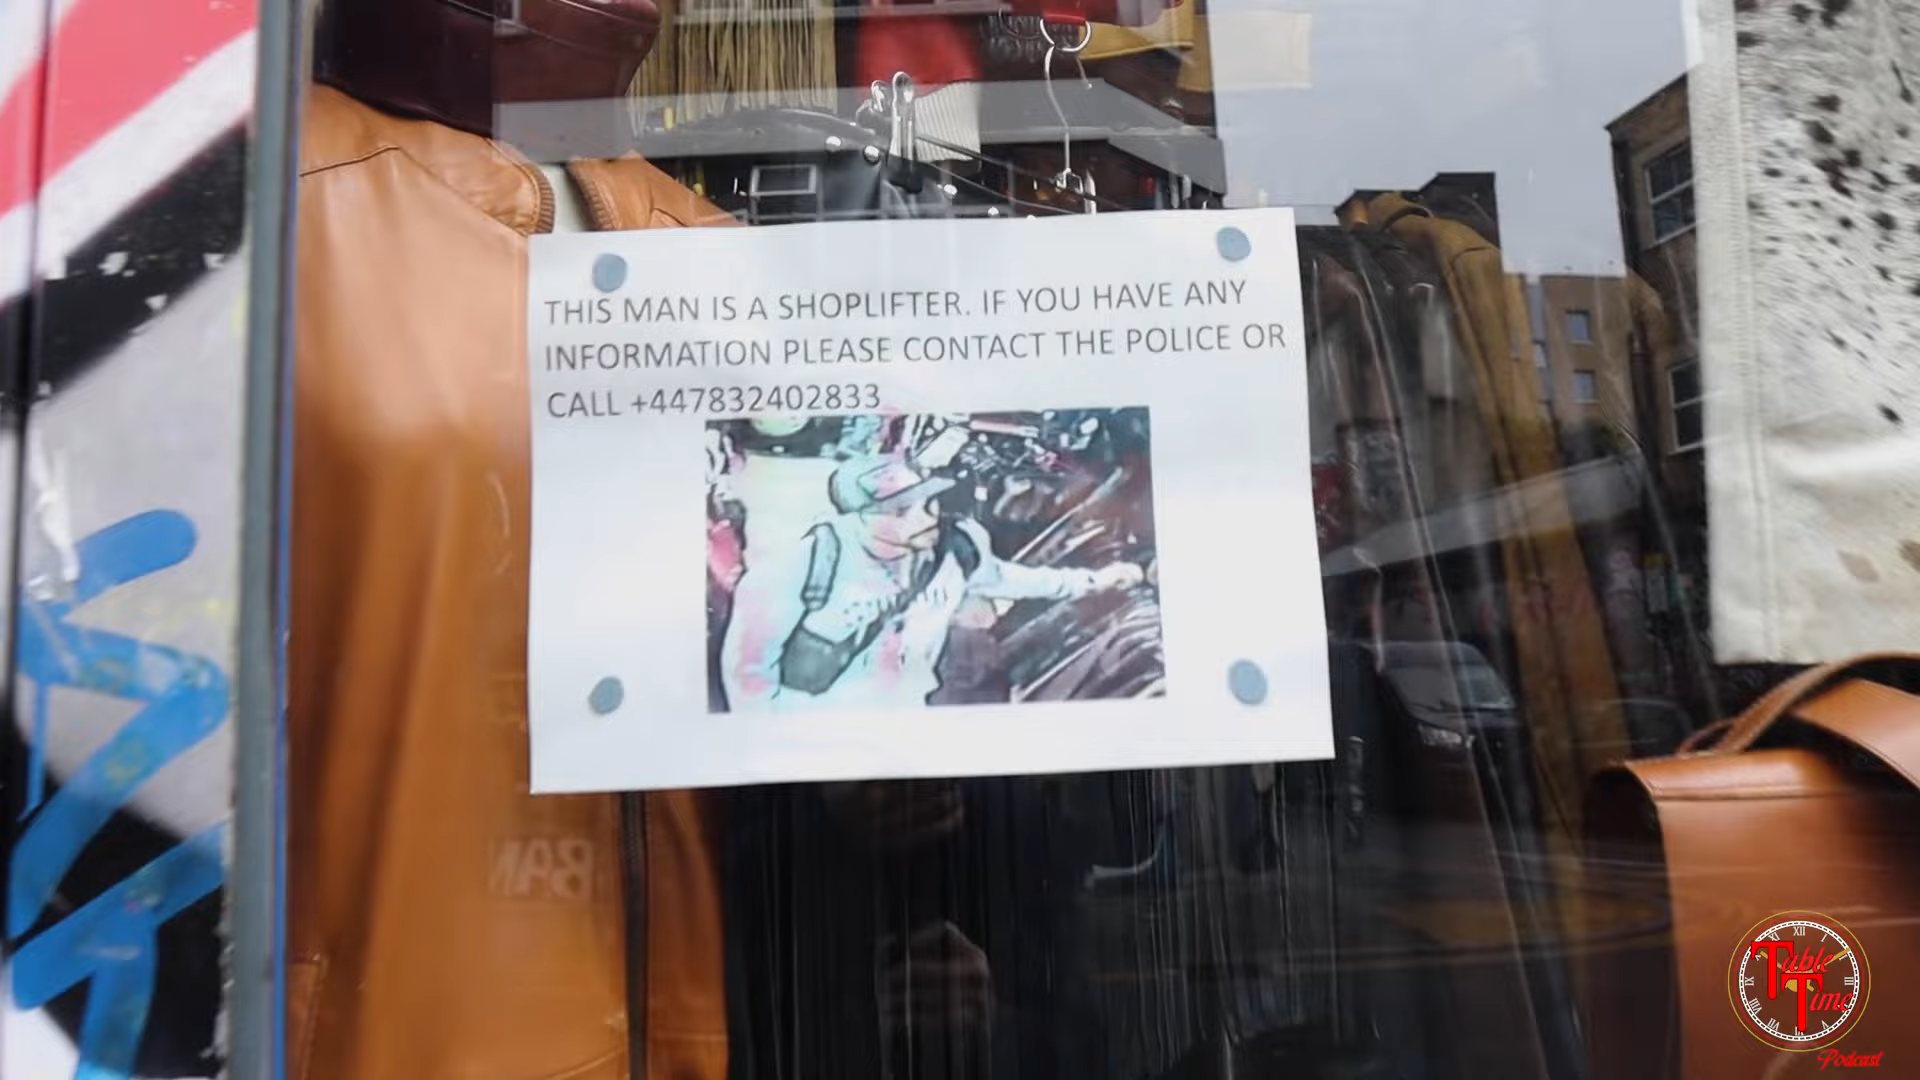 THIS MAN IS A SHOPLIFTER. IF YOU HAVE ANY
INFORMATION PLEASE CONTACT THE POLICE OR
CALL +447832402833
BAN
Table
Time
Podcast